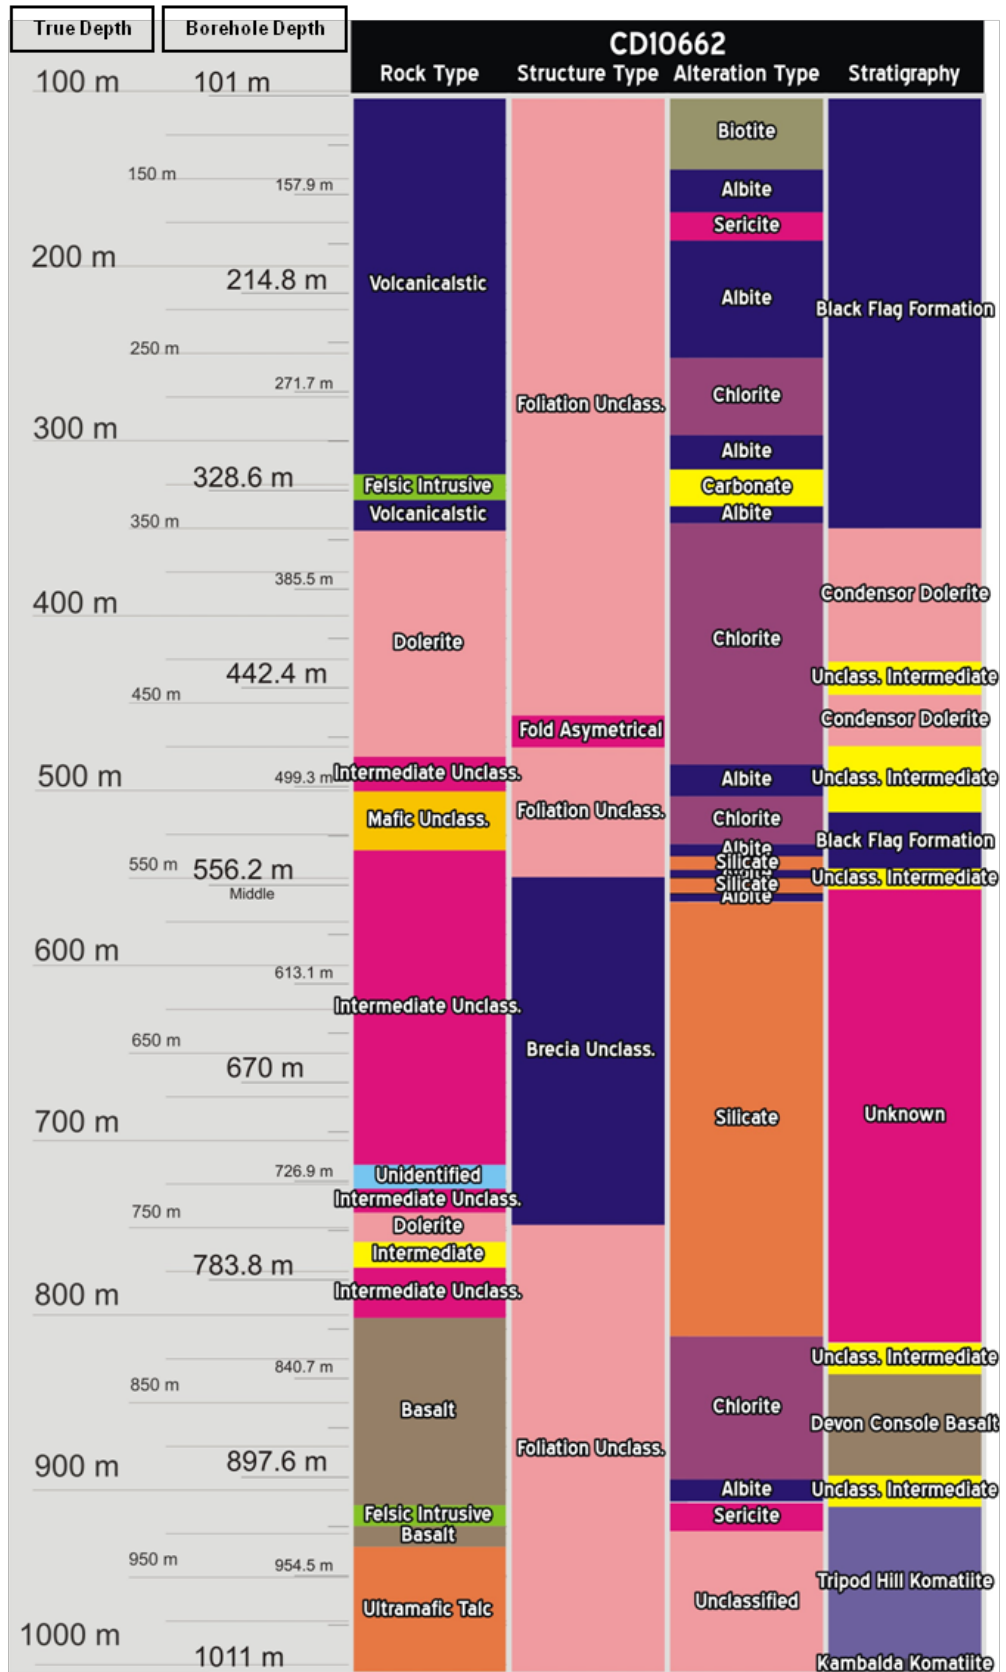 True Depth Borehole Depth
CD10662
Rock Type Structure Type Alteration Type Stratigraphy
100 m 101 m
Biotite
150 m 157.9 m
Albite
Sericite
200 m
214.8 m
Volcanicalstic
Albite
Black Flag Formation
250 m
271.7 m
Chlorite
Foliation Unclass.
300 m
Albite
328.6 m
Felsic Intrusive
Carbonate
Volcanicalstic
Albite
350 m
385.5 m
Condensor Dolerite
400 m
Dolerite
Chlorite
442.4 m
Unclass. Intermediate
450 m
Condensor Dolerite
Fold Asymetrical
500 m 499.3 m
Intermediate Unclass.
Albite
Unclass. Intermediate
Foliation Unclass.
Mafic Unclass.
Chlorite
Black Flag Formation
Albite
Silicate
550 m 556.2 m
Middle
Unclass. Intermediate
Silicate
Albite
600 m
613.1 m
Intermediate Unclass.
650 m
Brecia Unclass.
670 m
Silicate
Unknown
700 m
726.9 m
Unidentified
Intermediate Unclass.
750 m
Dolerite
Intermediate
783.8 m
Intermediate Unclass.
800 m
Unclass. Intermediate
840.7 m
850 m
Chlorite
Basalt
Devon Console Basalt
Foliation Unclass.
900 m 897.6 m
Albite
Unclass. Intermediate
Felsic Intrusive
Sericite
Basalt
950 m 954.5 m
Tripod Hill Komatiite
Unclassified
Ultramafic Talc
1000 m
1011 m
Kambalda Komatiite